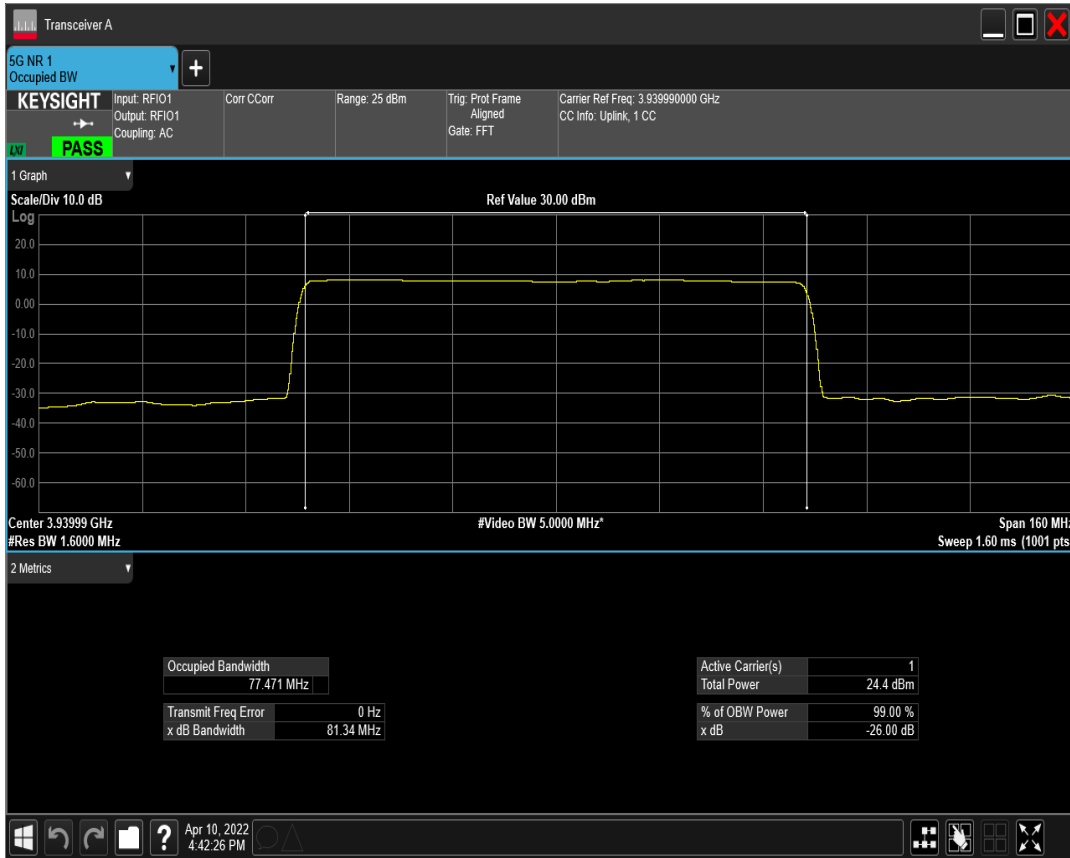 Transceiver A
5G NR 1
Occupied BW
KEYSIGHT
Input: RFIO1
Output: RFIO1
Coupling: AC
Corr CCorr
Range: 25 dBm
Trig: Prot Frame
Aligned
Gate: FFT
Carrier Ref Freq: 3.939990000 GHz
CC Info: Uplink, 1 CC
LXI
PASS
1 Graph
Scale/Div 10.0 dB
Ref Value 30.00 dBm
Log
20.0
10.0
0.00
-10.0
-20.0
-30.0
-40.0
-50.0
-60.0
Center 3.93999 GHz
#Video BW 5.0000 MHz*
Span 160 MHz
#Res BW 1.6000 MHz
Sweep 1.60 ms (1001 pts
2 Metrics
Occupied Bandwidth
77.471 MHz
Transmit Freq Error 0 Hz
x dB Bandwidth 81.34 MHz
Active Carrier(s) 1
Total Power 24.4 dBm
% of OBW Power 99.00 %
x dB -26.00 dB
?
Apr 10, 2022
4:42:26 PM